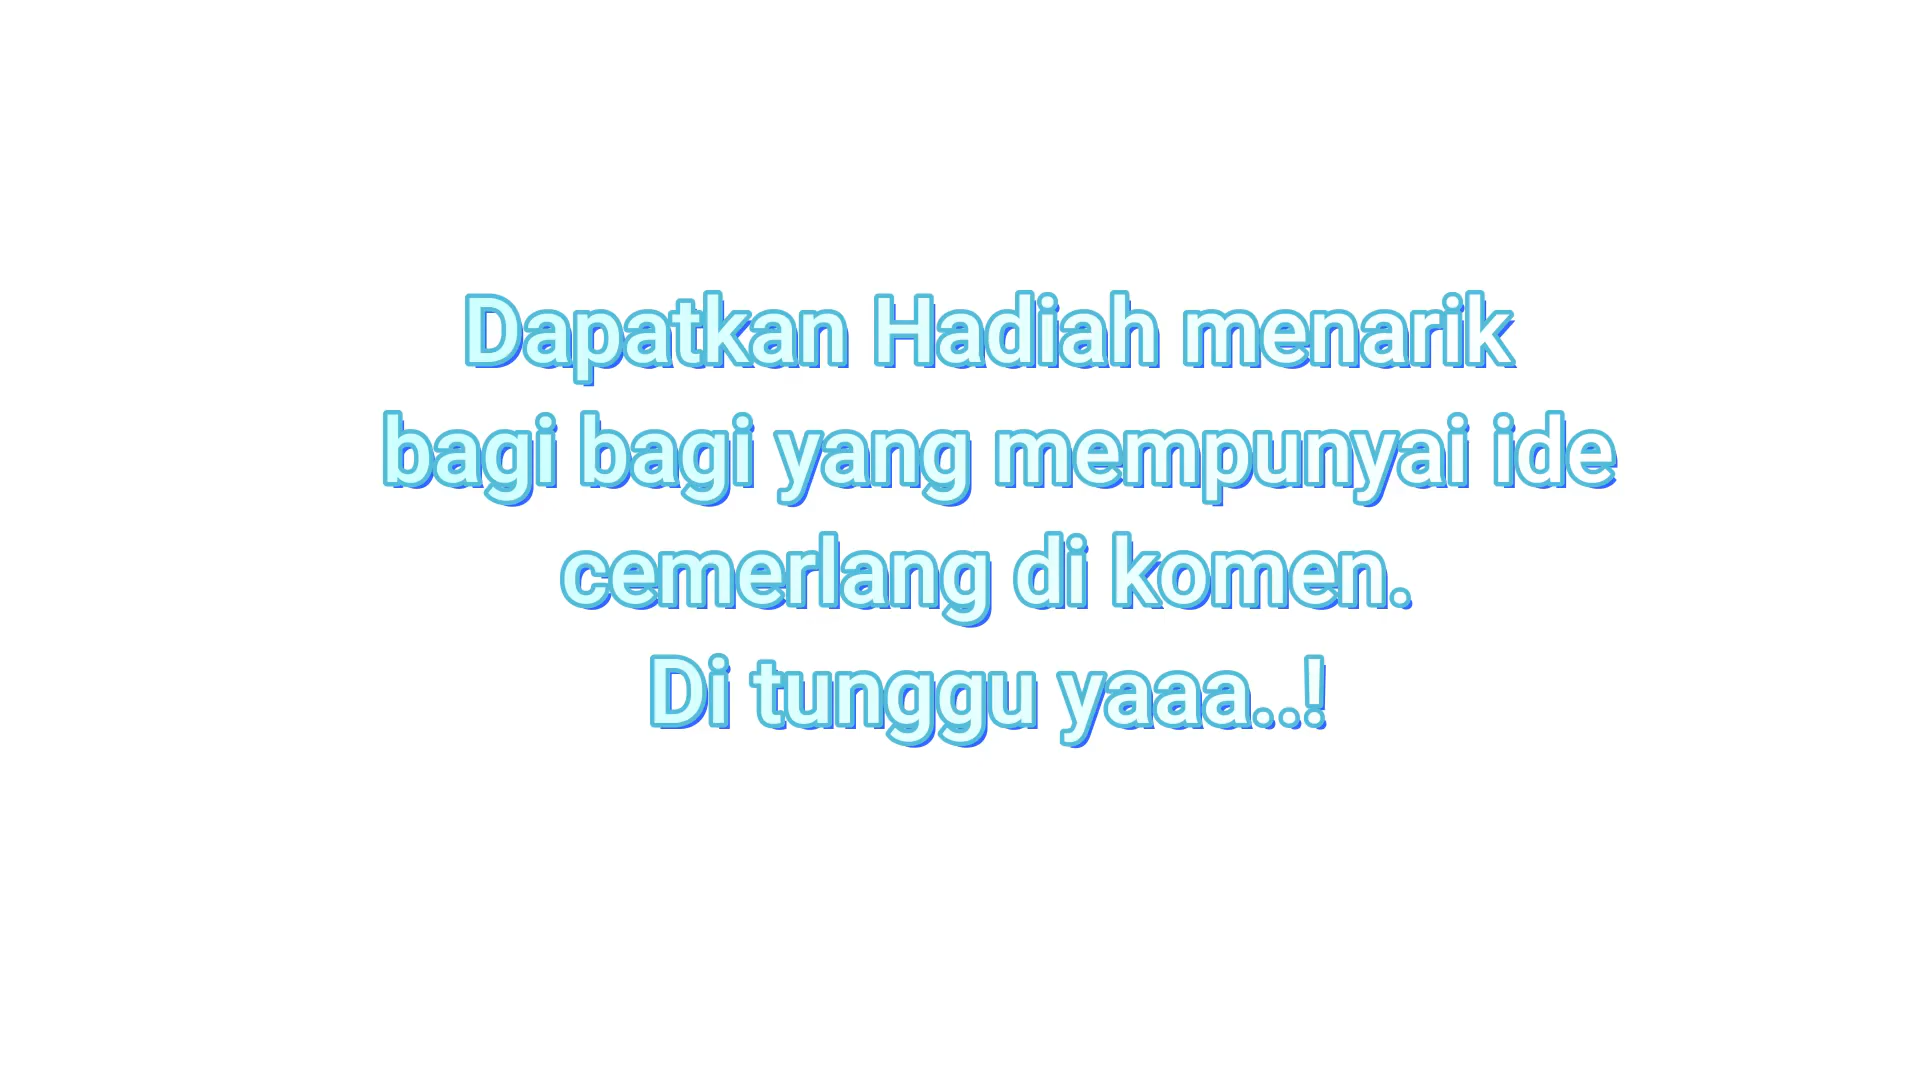 Dapatkan Hadiah menarik
bagi bagi yang mempunyai ide
cemerlang di komen.
Di tunggu yaaa..!